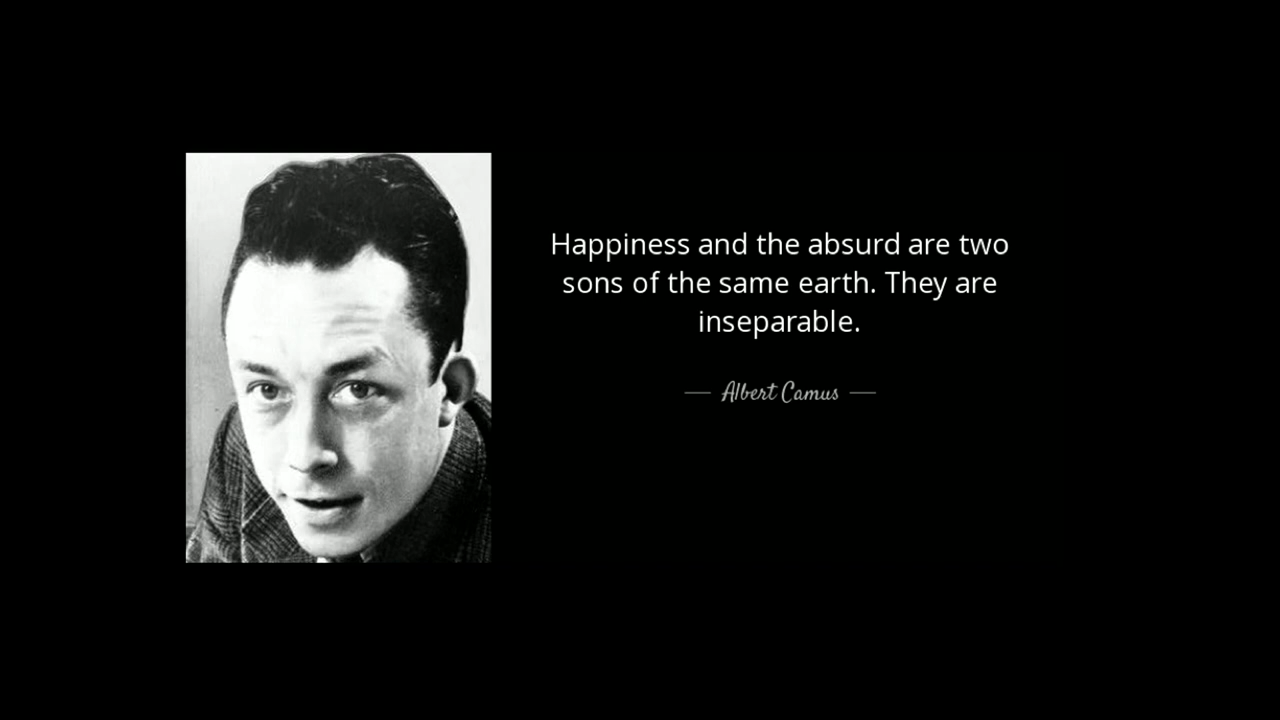 Happiness and the absurd are two
sons of the same earth. They are
inseparable.
Albert Camus